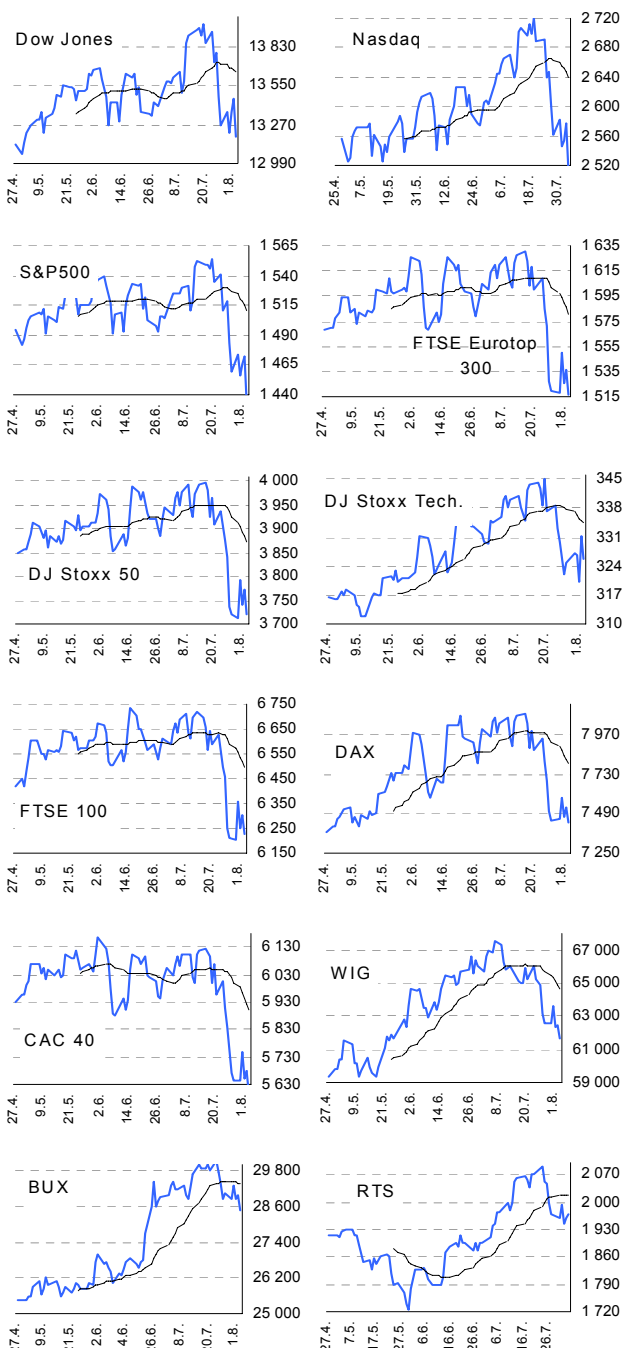 Dow Jones
13 830
13 550
13 270
12 990
27.4. 9.5. 21.5. 2.6. 14.6. 26.6. 8.7. 20.7. 1.8.
Nasdaq
2 720
2 680
2 640
2 600
2 560
2 520
25.4. 7.5. 19.5. 31.5. 12.6. 24.6. 6.7. 18.7. 30.7.
S&P500
1 565
1 540
1 515
1 490
1 465
1 440
27.4. 9.5. 21.5. 2.6. 14.6. 26.6. 8.7. 20.7. 1.8.
FTSE Eurotop
300
1 635
1 615
1 595
1 575
1 555
1 535
1 515
27.4. 9.5. 21.5. 2.6. 14.6. 26.6. 8.7. 20.7. 1.8.
DJ Stoxx 50
4 000
3 950
3 900
3 850
3 800
3 750
3 700
27.4. 9.5. 21.5. 2.6. 14.6. 26.6. 8.7. 20.7. 1.8.
DJ Stoxx Tech.
345
338
331
324
317
310
27.4. 9.5. 21.5. 2.6. 14.6. 26.6. 8.7. 20.7. 1.8.
FTSE 100
6 750
6 650
6 550
6 450
6 350
6 250
6 150
27.4. 9.5. 21.5. 2.6. 14.6. 26.6. 8.7. 20.7. 1.8.
DAX
7 970
7 730
7 490
7 250
27.4. 9.5. 21.5. 2.6. 14.6. 26.6. 8.7. 20.7. 1.8.
CAC 40
6 130
6 030
5 930
5 830
5 730
5 630
27.4. 9.5. 21.5. 2.6. 14.6. 26.6. 8.7. 20.7. 1.8.
WIG
67 000
65 000
63 000
61 000
59 000
27.4. 9.5. 21.5. 2.6. 14.6. 26.6. 8.7. 20.7. 1.8.
BUX
29 800
28 600
27 400
26 200
25 000
27.4. 9.5. 21.5. 2.6. 14.6. 26.6. 8.7. 20.7. 1.8.
RTS
2 070
2 000
1 930
1 860
1 790
1 720
27.4. 7.5. 17.5. 27.5. 6.6. 16.6. 26.6. 6.7. 16.7. 26.7.